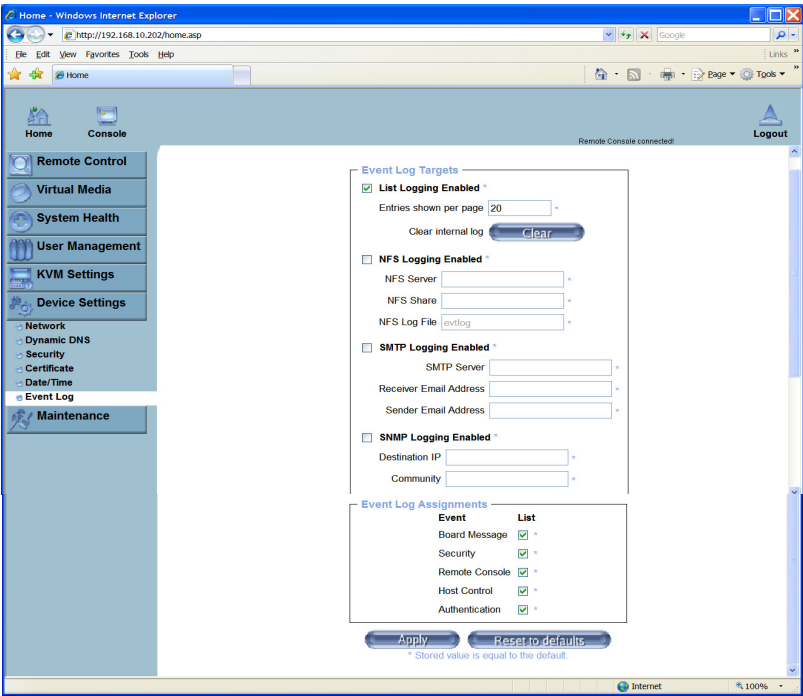 Home - Windows Internet Explorer
http://192.168.10.202/home.asp
Google
File Edit View Favorites Tools Help
Links »
Home
Page Tools »
Home
Console
Remote Console connected!
Logout
Remote Control
Virtual Media
System Health
User Management
KVM Settings
Device Settings
Network
Dynamic DNS
Security
Certificate
Date/Time
Event Log
Maintenance
Event Log Targets
List Logging Enabled *
Entries shown per page 20 *
Clear internal log Clear
NFS Logging Enabled *
NFS Server *
NFS Share *
NFS Log File evtlog *
SMTP Logging Enabled *
SMTP Server *
Receiver Email Address *
Sender Email Address *
SNMP Logging Enabled *
Destination IP *
Community *
Event Log Assignments
Event List
Board Message *
Security *
Remote Console *
Host Control *
Authentication *
Apply Reset to defaults
* Stored value is equal to the default.
Internet
100%